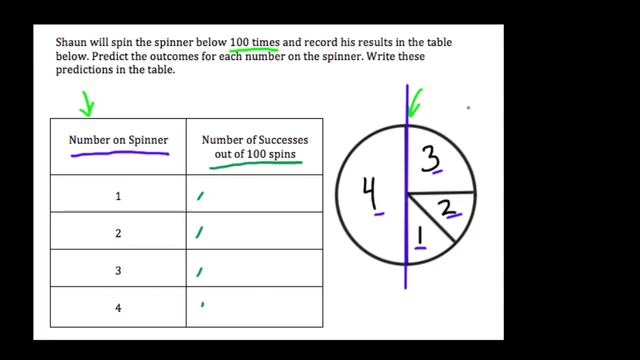 Shaun will spin the spinner below 100 times and record his results in the table
below. Predict the outcomes for each number on the spinner. Write these
predictions in the table.
Number on Spinner
Number of Successes
out of 100 spins
1
2
3
4
4
3
2
1